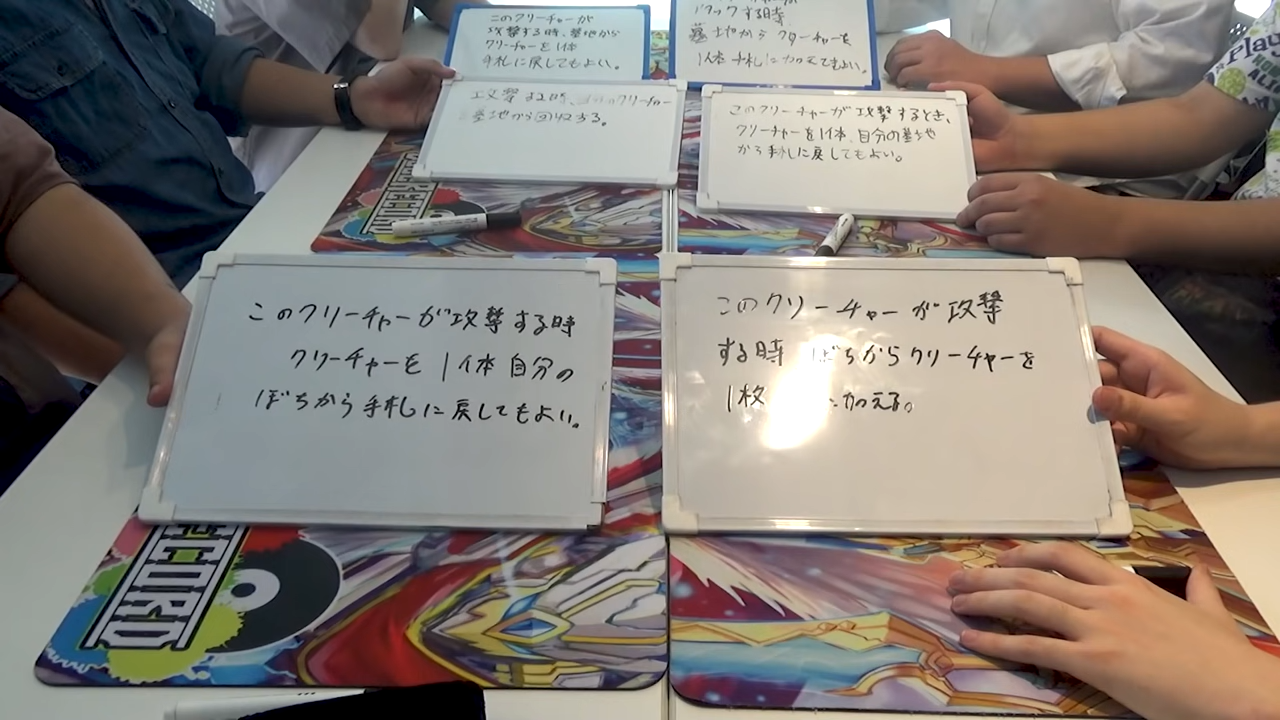 このクリーチャーが
攻撃する時、墓地から
クリーチャーを1体
手札に戻してもよい。
タックする時
墓地からクリーチャーを
1体手札に加えてもよい。
攻撃する時、自分のクリーチャー
墓地から回収する。
このクリーチャーが攻撃するとき、
クリーチャーを1体、自分の墓地
から手札に戻してもよい。
このクリーチャーが攻撃する時
クリーチャーを1体自分の
ぼちから手札に戻してもよい。
このクリーチャーが攻撃
する時 ぼちからクリーチャーを
1枚 に加える。
ECORD